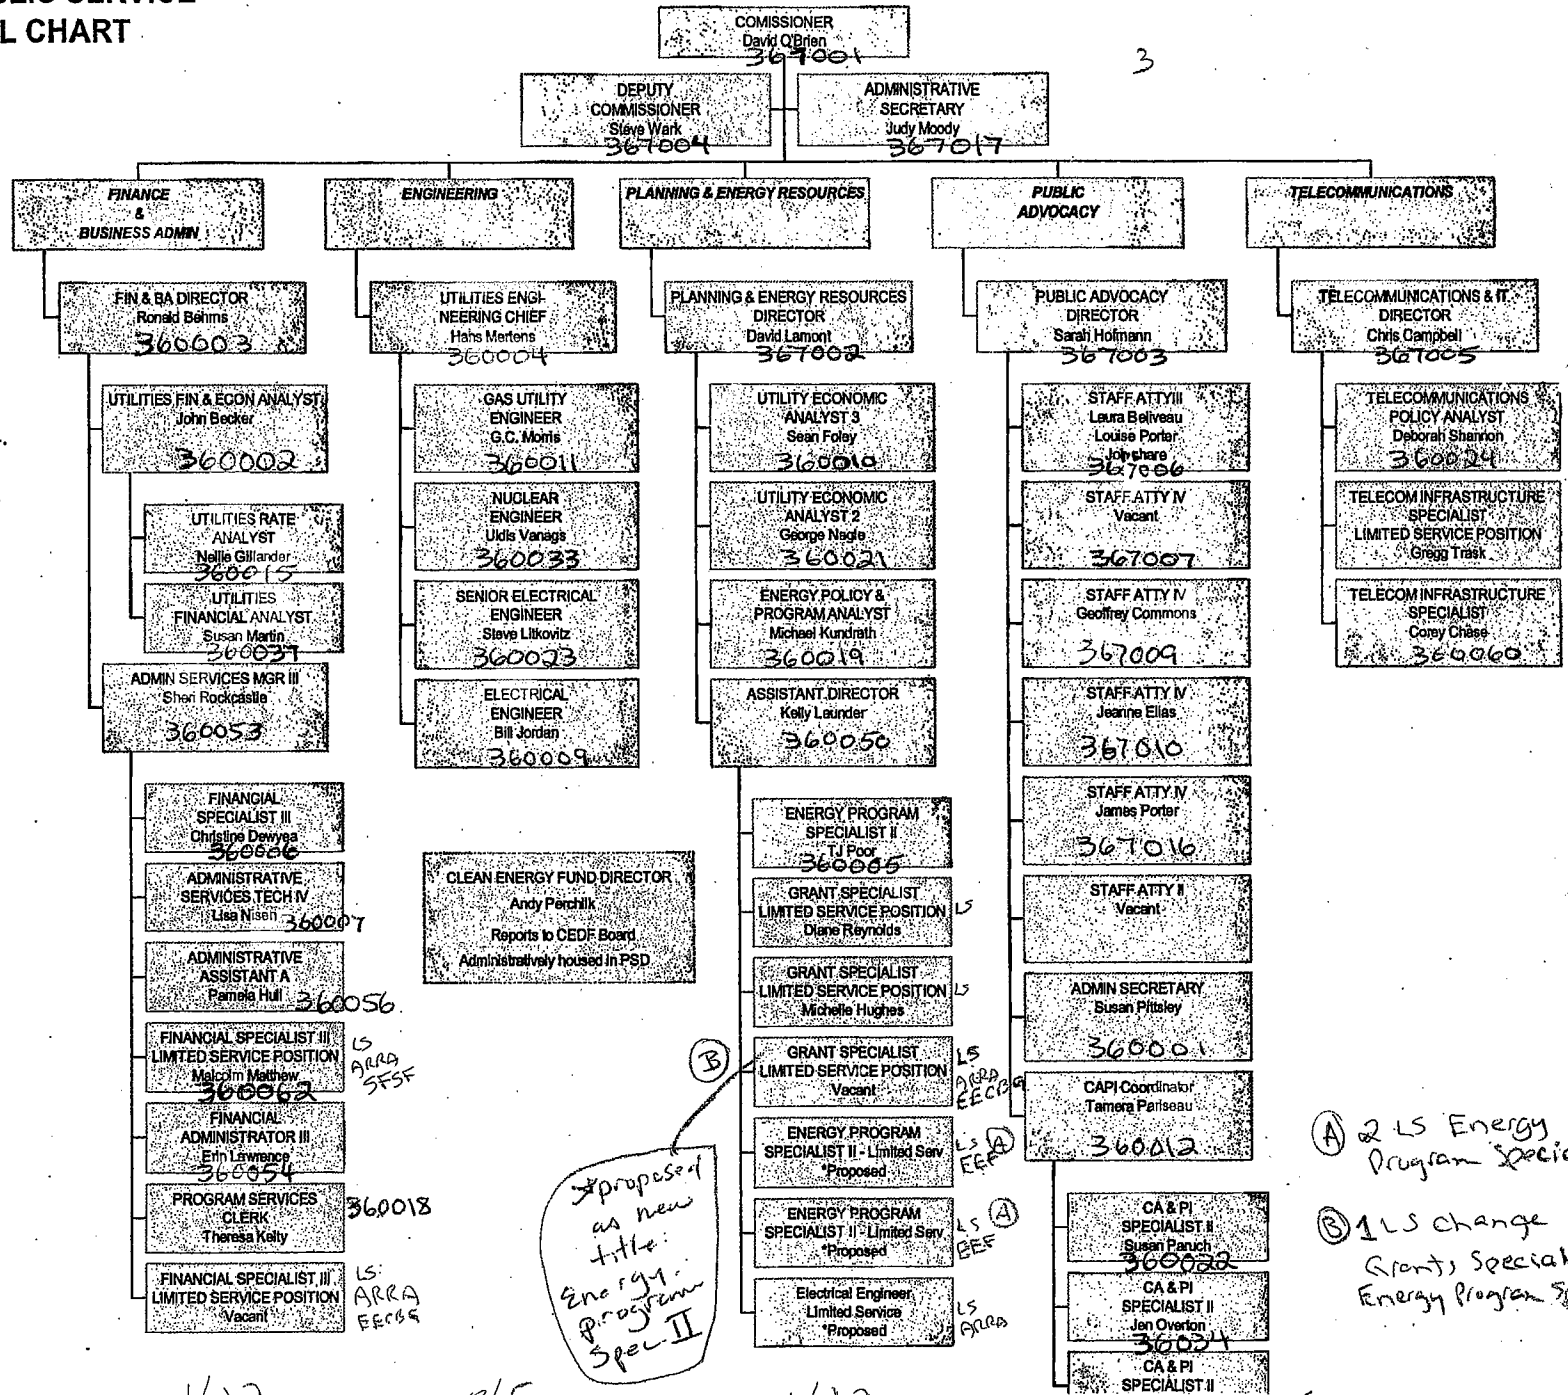 L CHART
3
COMISSIONER
David O'Brien
367001
DEPUTY
COMMISSIONER
Steve Wark
367004
ADMINISTRATIVE
SECRETARY
Judy Moody
367017
FINANCE
&
BUSINESS ADMIN
FIN & BA DIRECTOR
Ronald Behrns
360003
UTILITIES FIN & ECON ANALYST
John Becker
360002
UTILITIES RATE
ANALYST
Nellie Gillander
360015
UTILITIES
FINANCIAL ANALYST
Susan Martin
360037
ADMIN SERVICES MGR III
Sheri Rockcastle
360053
FINANCIAL
SPECIALIST III
Christine Dewyea
360006
ADMINISTRATIVE
SERVICES TECH IV
Lisa Nisen 360007
ADMINISTRATIVE
ASSISTANT A
Pamela Hull 360056
FINANCIAL SPECIALIST III
LIMITED SERVICE POSITION
Malcolm Matthew
360062
LS
ARRA
SFSF
FINANCIAL
ADMINISTRATOR III
Erin Lawrence
360054
PROGRAM SERVICES
CLERK
Theresa Kelty
360018
FINANCIAL SPECIALIST III
LIMITED SERVICE POSITION
Vacant
LS:
ARRA
EECBG
ENGINEERING
UTILITIES ENGI-
NEERING CHIEF
Hans Mertens
360004
GAS UTILITY
ENGINEER
G.C. Morris
360011
NUCLEAR
ENGINEER
Uldis Vanags
360033
SENIOR ELECTRICAL
ENGINEER
Steve Litkovitz
360023
ELECTRICAL
ENGINEER
Bill Jordan
360009
CLEAN ENERGY FUND DIRECTOR
Andy Perchlik
Reports to CEDF Board
Administratively housed in PSD
PLANNING & ENERGY RESOURCES
PLANNING & ENERGY RESOURCES
DIRECTOR
David Lamont
367002
UTILITY ECONOMIC
ANALYST 3
Sean Foley
360010
UTILITY ECONOMIC
ANALYST 2
George Nagle
360021
ENERGY POLICY &
PROGRAM ANALYST
Michael Kundrath
360019
ASSISTANT DIRECTOR
Kelly Launder
360050
ENERGY PROGRAM
SPECIALIST II
TJ Poor
360005
GRANT SPECIALIST
LIMITED SERVICE POSITION
Diane Reynolds
LS
GRANT SPECIALIST
LIMITED SERVICE POSITION
Michelle Hughes
LS
B
GRANT SPECIALIST
LIMITED SERVICE POSITION
Vacant
LS
ARRA
EECBG
*proposed
as new
title:
Energy
program
Spec II
ENERGY PROGRAM
SPECIALIST II - Limited Serv
*Proposed
LS A
EEF
ENERGY PROGRAM
SPECIALIST II - Limited Serv
*Proposed
LS A
EEF
Electrical Engineer
Limited Service
*Proposed
LS
ARRA
PUBLIC
ADVOCACY
PUBLIC ADVOCACY
DIRECTOR
Sarah Hofmann
367003
STAFF ATTY III
Laura Beliveau
Louise Porter
Job share
367006
STAFF ATTY IV
Vacant
367007
STAFF ATTY IV
Geoffrey Commons
367009
STAFF ATTY IV
Jeanne Elias
367010
STAFF ATTY IV
James Porter
367016
STAFF ATTY II
Vacant
ADMIN SECRETARY
Susan Pittsley
360001
CAPI Coordinator
Tamera Pariseau
360012
CA & PI
SPECIALIST II
Susan Paruch
360022
CA & PI
SPECIALIST II
Jen Overton
36034
CA & PI
SPECIALIST II
TELECOMMUNICATIONS
TELECOMMUNICATIONS & IT
DIRECTOR
Chris Campbell
367005
TELECOMMUNICATIONS
POLICY ANALYST
Deborah Shannon
360024
TELECOM INFRASTRUCTURE
SPECIALIST
LIMITED SERVICE POSITION
Gregg Trask
TELECOM INFRASTRUCTURE
SPECIALIST
Corey Chase
360060
A 2 LS Energy
Program
B 1 LS change
Grants
Energy Program